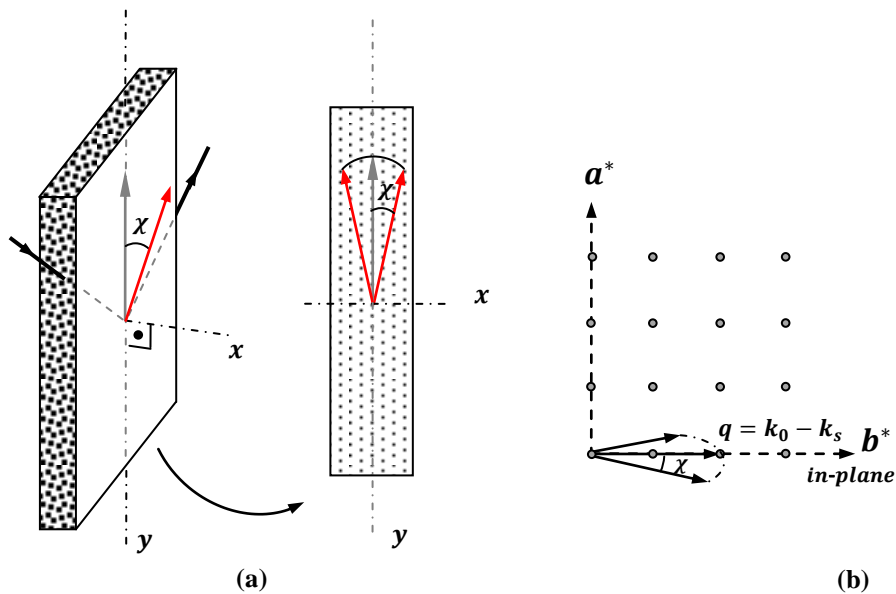 χ
x
y
χ
x
y
(a)
a*
q = k₀ − kₛ
b*
χ
in-plane
(b)